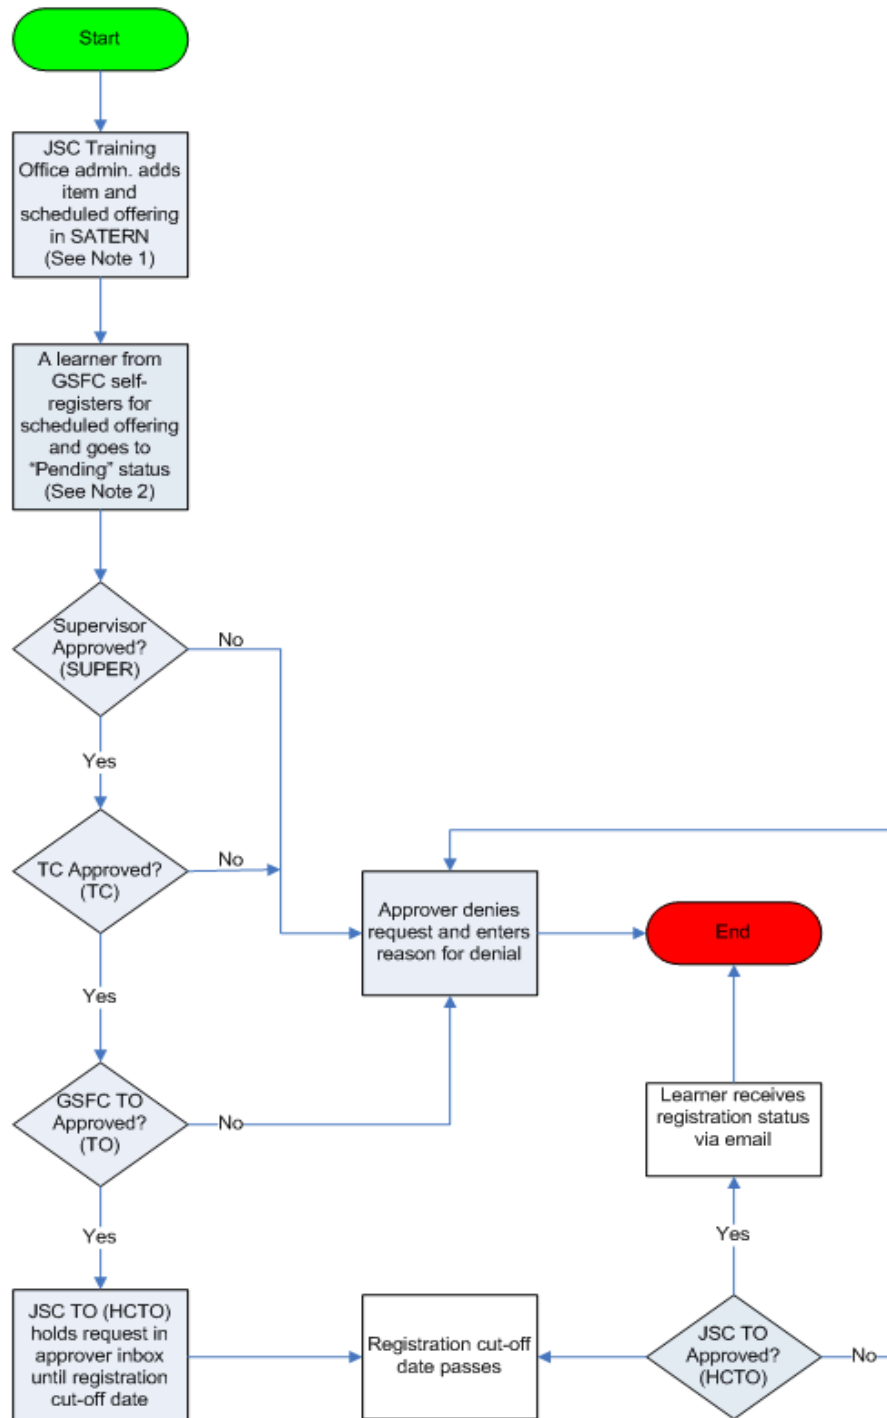 Start
JSC Training
Office admin. adds
item and
scheduled offering
in SATERN
(See Note 1)
A learner from
GSFC self-
registers for
scheduled offering
and goes to
"Pending" status
(See Note 2)
Supervisor
Approved?
(SUPER)
No
Yes
TC Approved?
(TC)
No
Approver denies
request and enters
reason for denial
End
Yes
GSFC TO
Approved?
(TO)
No
Learner receives
registration status
via email
Yes
Yes
JSC TO (HCTO)
holds request in
approver inbox
until registration
cut-off date
Registration cut-off
date passes
JSC TO
Approved?
(HCTO)
No